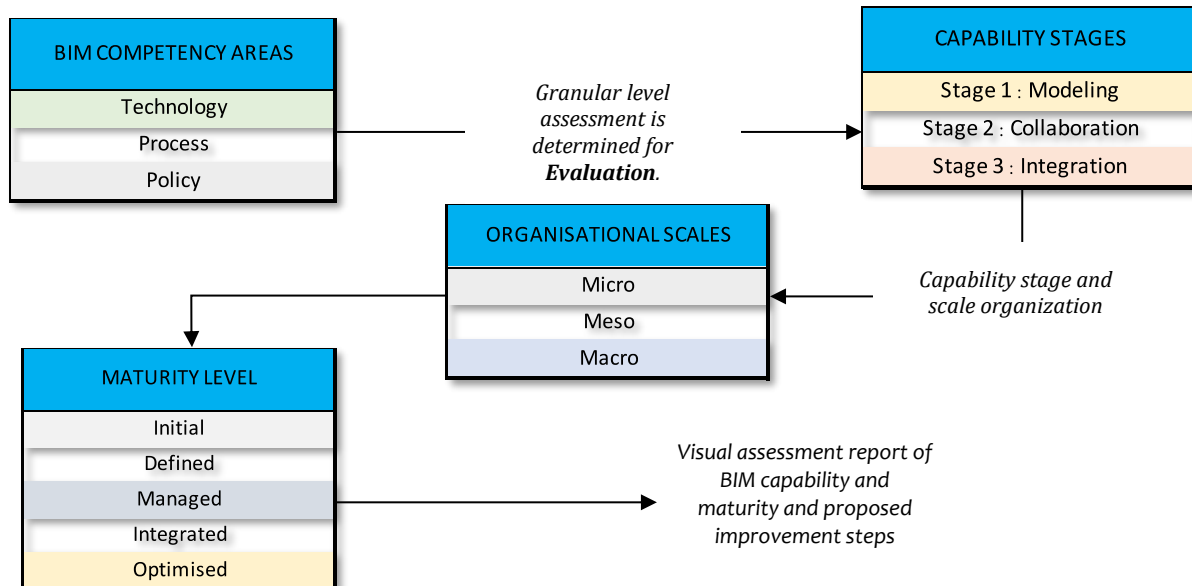 BIM COMPETENCY AREAS
Technology
Process
Policy
Granular level
assessment is
determined for
Evaluation.
CAPABILITY STAGES
Stage 1 : Modeling
Stage 2 : Collaboration
Stage 3 : Integration
Capability stage and
scale organization
ORGANISATIONAL SCALES
Micro
Meso
Macro
MATURITY LEVEL
Initial
Defined
Managed
Integrated
Optimised
Visual assessment report of
BIM capability and
maturity and proposed
improvement steps